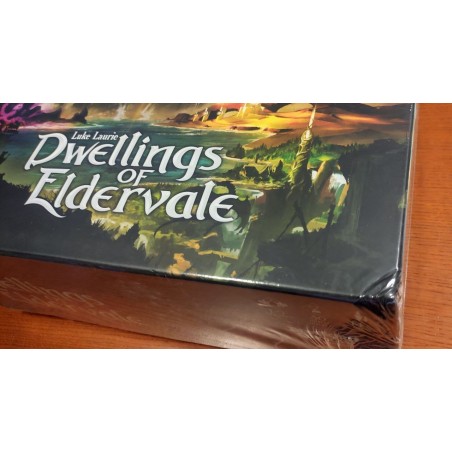 Luke Laurie
Dwellings
of
Eldervale